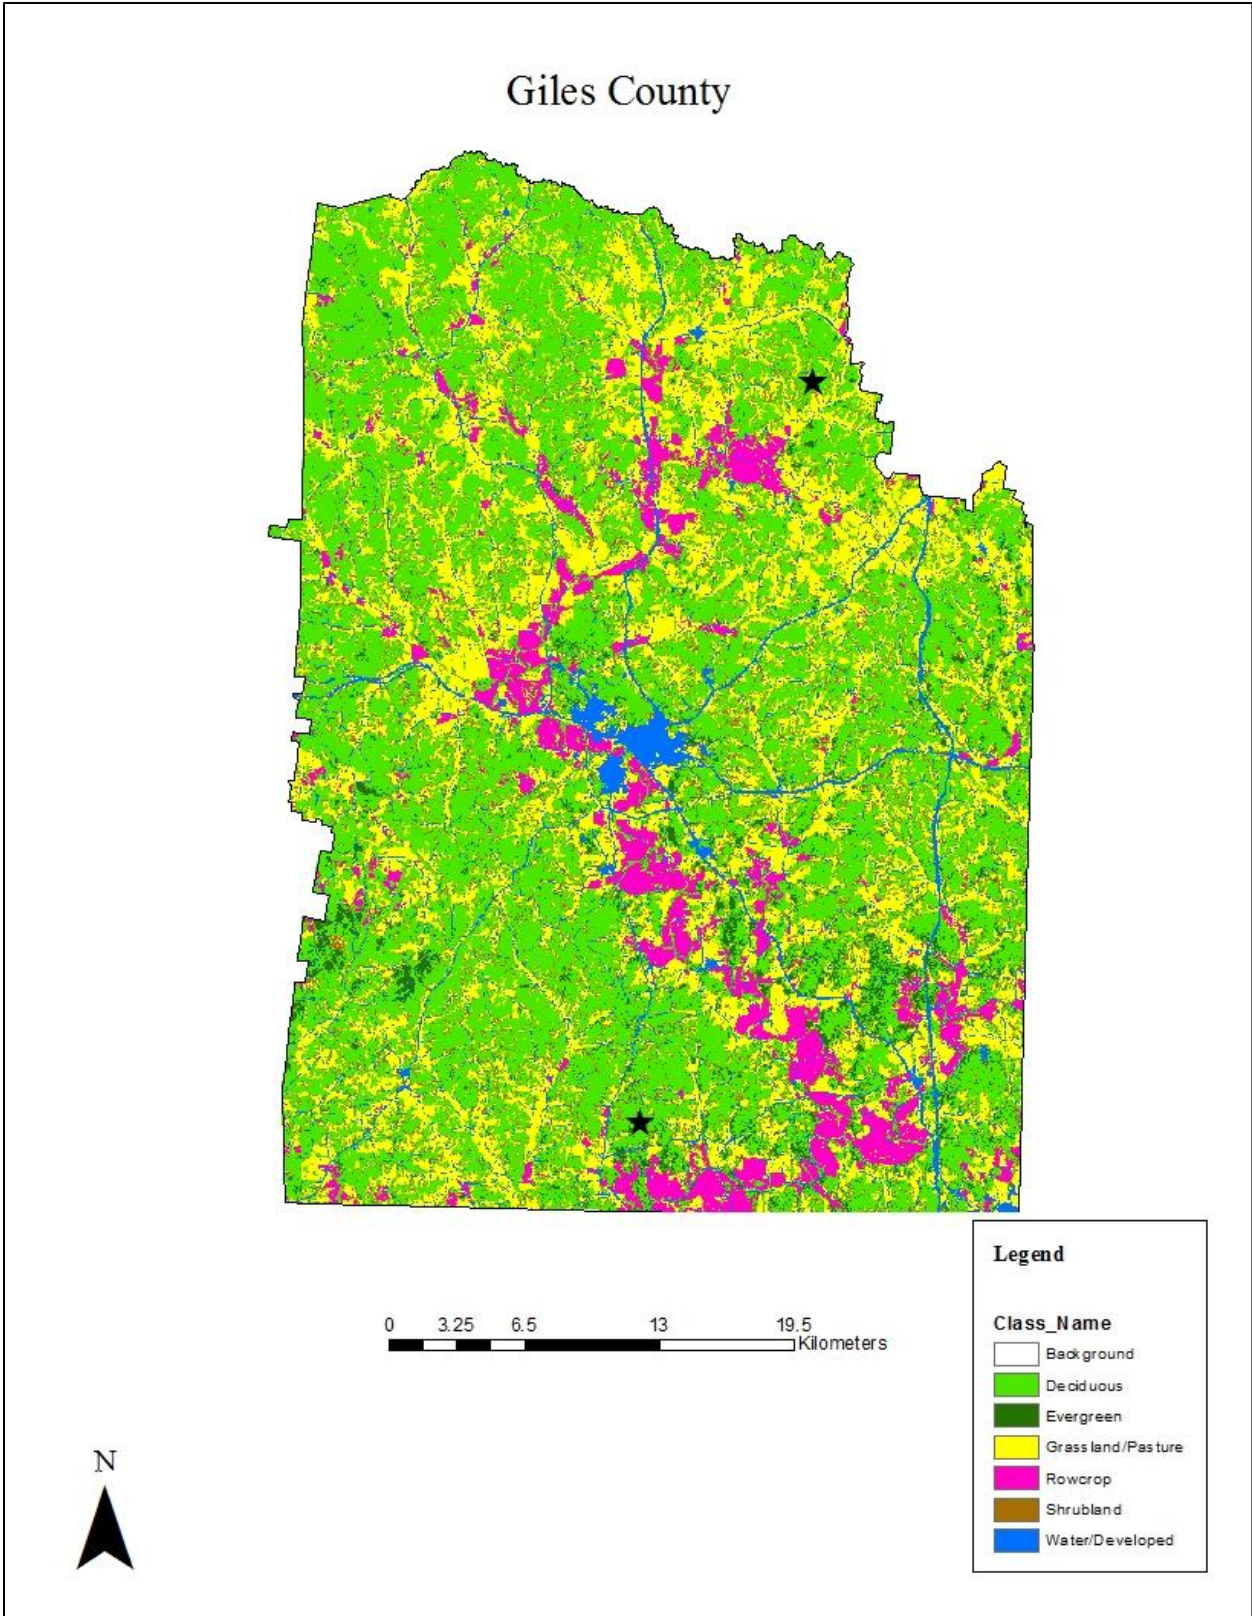 Giles County
0 3.25 6.5 13 19.5
Kilometers
N
Legend
Class_Name
Background
Deciduous
Evergreen
Grassland/Pasture
Rowcrop
Shrubland
Water/Developed